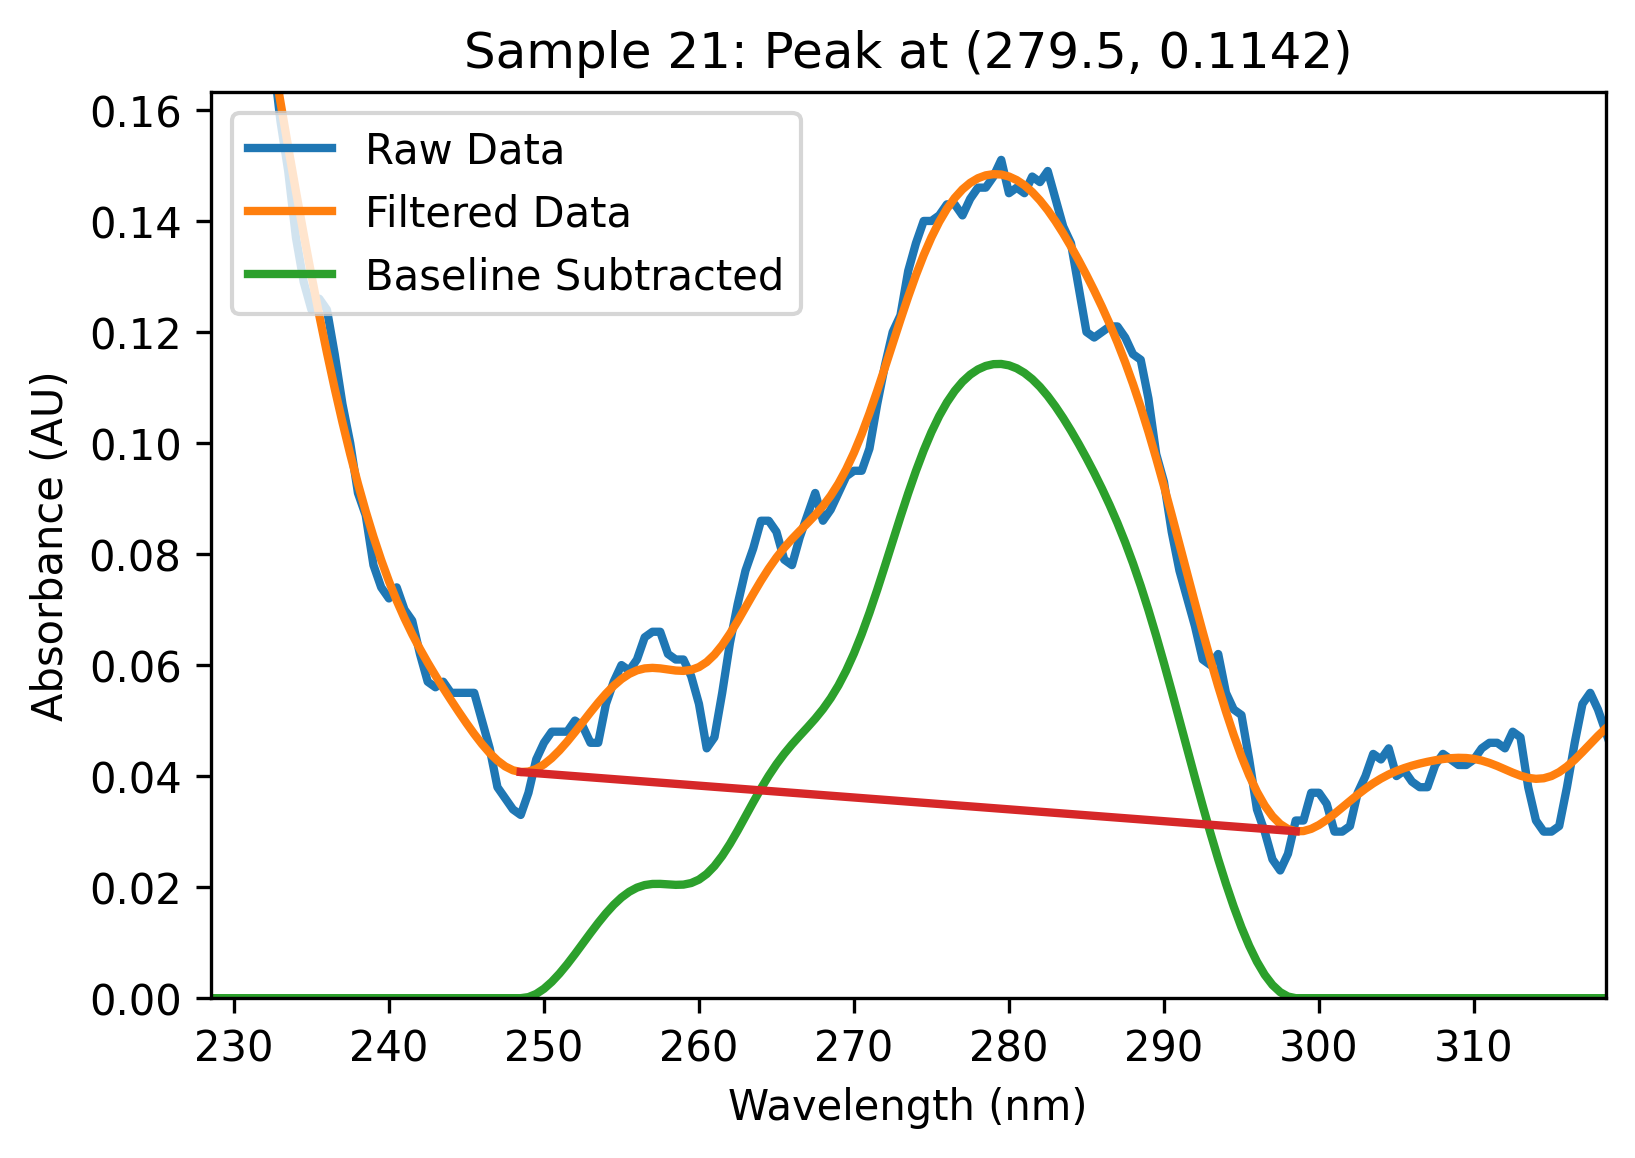 Sample 21: Peak at (279.5, 0.1142)
Raw Data
Filtered Data
Baseline Subtracted
Absorbance (AU)
0.16
0.14
0.12
0.10
0.08
0.06
0.04
0.02
0.00
230 240 250 260 270 280 290 300 310
Wavelength (nm)